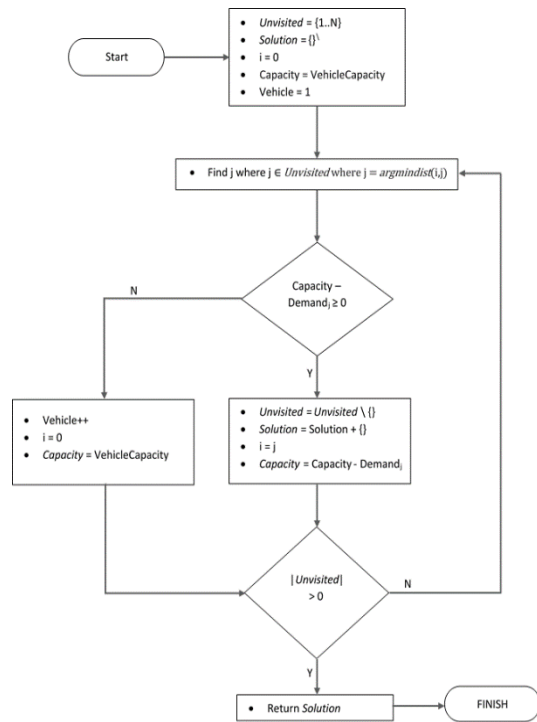 Start
• Unvisited = {1..N}
• Solution = {}\
• i = 0
• Capacity = VehicleCapacity
• Vehicle = 1
• Find j where j ∈ Unvisited where j = argmindist(i,j)
Capacity –
Demandⱼ ≥ 0
N
Y
• Vehicle++
• i = 0
• Capacity = VehicleCapacity
• Unvisited = Unvisited \ {}
• Solution = Solution + {}
• i = j
• Capacity = Capacity - Demandⱼ
|Unvisited|
> 0
N
Y
• Return Solution
FINISH